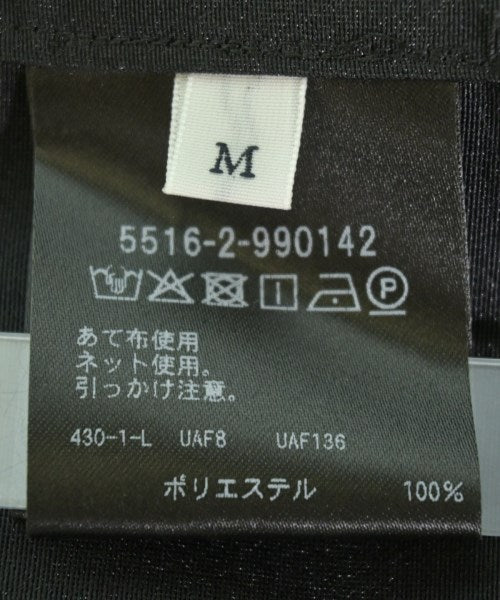 M
5516-2-990142
P
あて布使用
ネット使用。
引っかけ注意。
430-1-L UAF8 UAF136
ポリエステル 100%